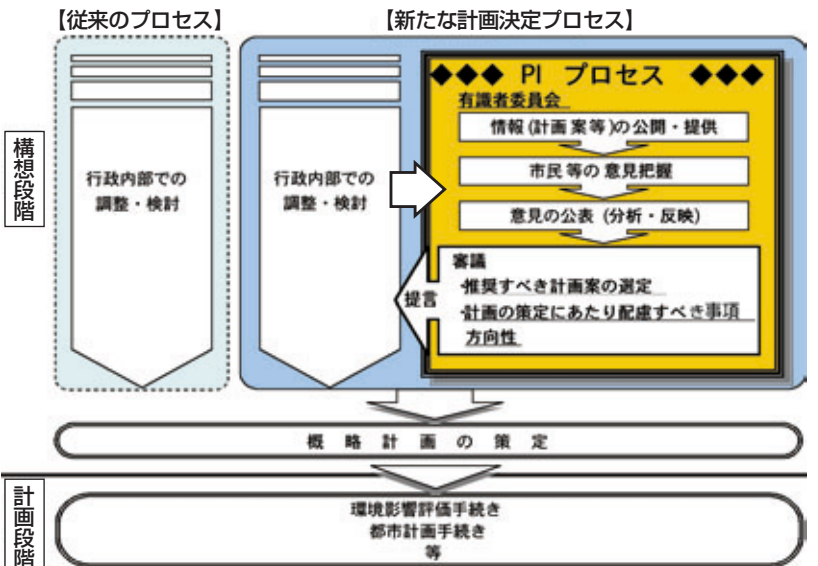 【従来のプロセス】
【新たな計画決定プロセス】
構想段階
行政内部での
調整・検討
行政内部での
調整・検討
◆◆◆ PI プロセス ◆◆◆
有識者委員会
情報(計画案等)の公開・提供
市民等の意見把握
意見の公表(分析・反映)
審議
・推奨すべき計画案の選定
・計画の策定にあたり配慮すべき事項
方向性
提言
概略計画の策定
計画段階
環境影響評価手続き
都市計画手続き
等